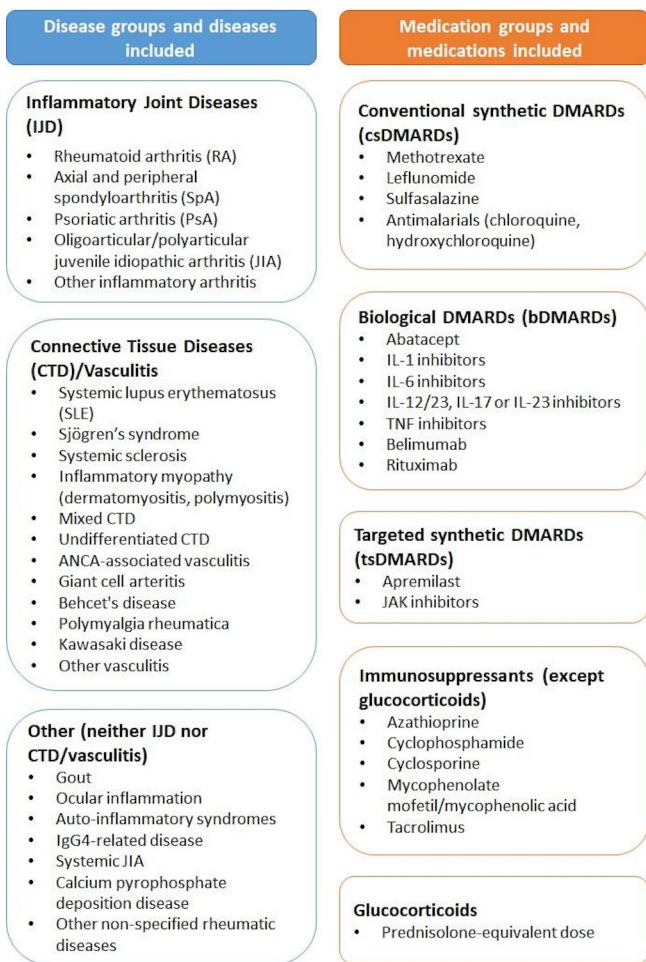 Disease groups and diseases
included
Inflammatory Joint Diseases
(IJD)
• Rheumatoid arthritis (RA)
• Axial and peripheral
spondyloarthritis (SpA)
• Psoriatic arthritis (PsA)
• Oligoarticular/polyarticular
juvenile idiopathic arthritis (JIA)
• Other inflammatory arthritis
Connective Tissue Diseases
(CTD)/Vasculitis
• Systemic lupus erythematosus
(SLE)
• Sjögren's syndrome
• Systemic sclerosis
• Inflammatory myopathy
(dermatomyositis, polymyositis)
• Mixed CTD
• Undifferentiated CTD
• ANCA-associated vasculitis
• Giant cell arteritis
• Behcet's disease
• Polymyalgia rheumatica
• Kawasaki disease
• Other vasculitis
Other (neither IJD nor
CTD/vasculitis)
• Gout
• Ocular inflammation
• Auto-inflammatory syndromes
• IgG4-related disease
• Systemic JIA
• Calcium pyrophosphate
deposition disease
• Other non-specified rheumatic
diseases
Medication groups and
medications included
Conventional synthetic DMARDs
(csDMARDs)
• Methotrexate
• Leflunomide
• Sulfasalazine
• Antimalarials (chloroquine,
hydroxychloroquine)
Biological DMARDs (bDMARDs)
• Abatacept
• IL-1 inhibitors
• IL-6 inhibitors
• IL-12/23, IL-17 or IL-23 inhibitors
• TNF inhibitors
• Belimumab
• Rituximab
Targeted synthetic DMARDs
(tsDMARDs)
• Apremilast
• JAK inhibitors
Immunosuppressants (except
glucocorticoids)
• Azathioprine
• Cyclophosphamide
• Cyclosporine
• Mycophenolate
mofetil/mycophenolic acid
• Tacrolimus
Glucocorticoids
• Prednisolone-equivalent dose